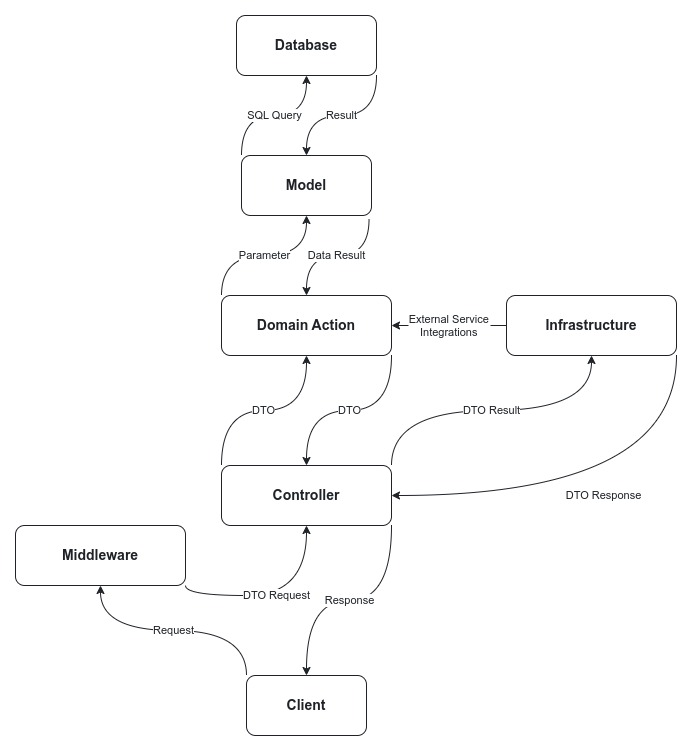 Database
SQL Query
Result
Model
Parameter
Data Result
Domain Action
External Service
Integrations
Infrastructure
DTO
DTO
DTO Result
Controller
DTO Response
Middleware
DTO Request
Response
Request
Client